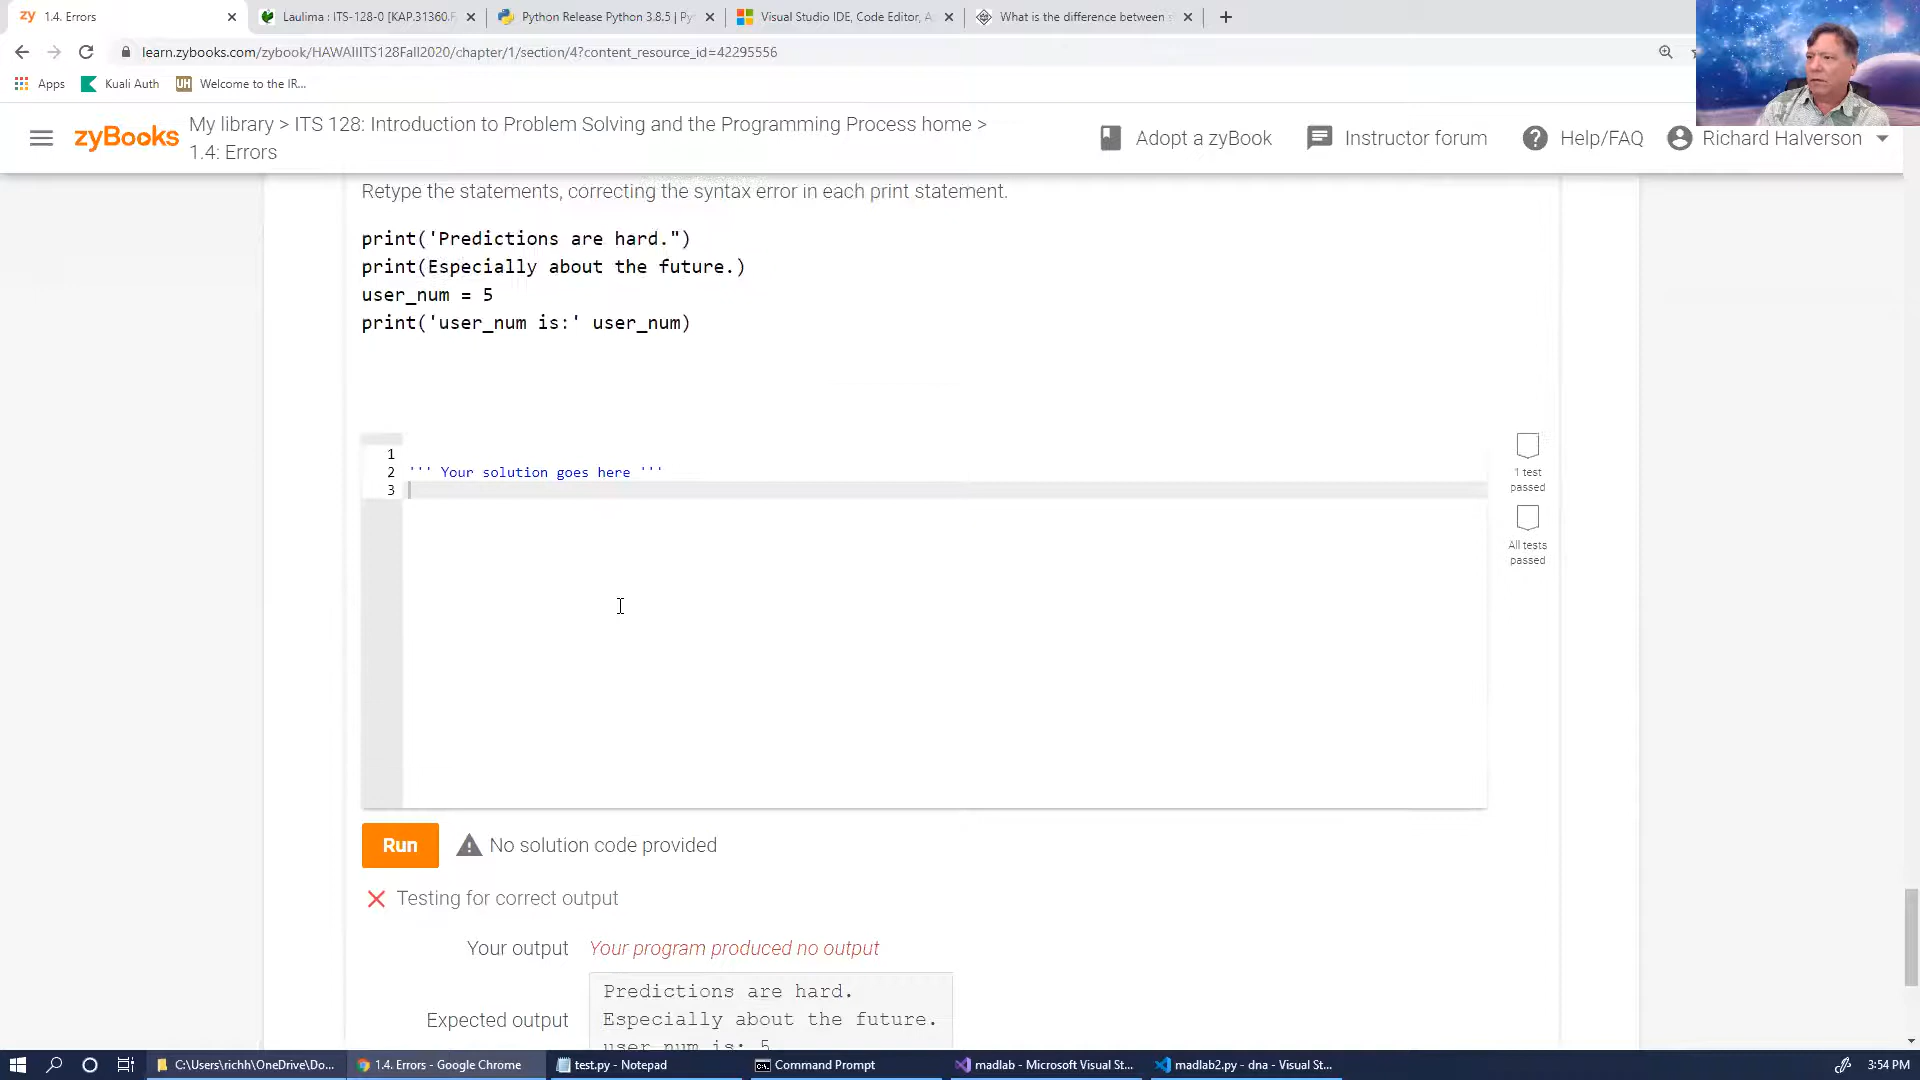 zy 1.4. Errors
Laulima : ITS-128-0 [KAP.31360.F
Python Release Python 3.8.5 | Py
Visual Studio IDE, Code Editor, A
What is the difference between
learn.zybooks.com/zybook/HAWAIIITS128Fall2020/chapter/1/section/4?content_resource_id=42295556
Apps
Kuali Auth
UH Welcome to the IR...
zyBooks
My library > ITS 128: Introduction to Problem Solving and the Programming Process home >
1.4: Errors
Adopt a zyBook
Instructor forum
Help/FAQ
Richard Halverson
Retype the statements, correcting the syntax error in each print statement.
print('Predictions are hard.")
print(Especially about the future.)
user_num = 5
print('user_num is:' user_num)
1
2 ''' Your solution goes here '''
3
1 test
passed
All tests
passed
Run
No solution code provided
Testing for correct output
Your output
Your program produced no output
Expected output
Predictions are hard.
Especially about the future.
user_num is: 5
C:\Users\richh\OneDrive\Do...
1.4. Errors - Google Chrome
test.py - Notepad
Command Prompt
madlab - Microsoft Visual St...
madlab2.py - dna - Visual St...
3:54 PM